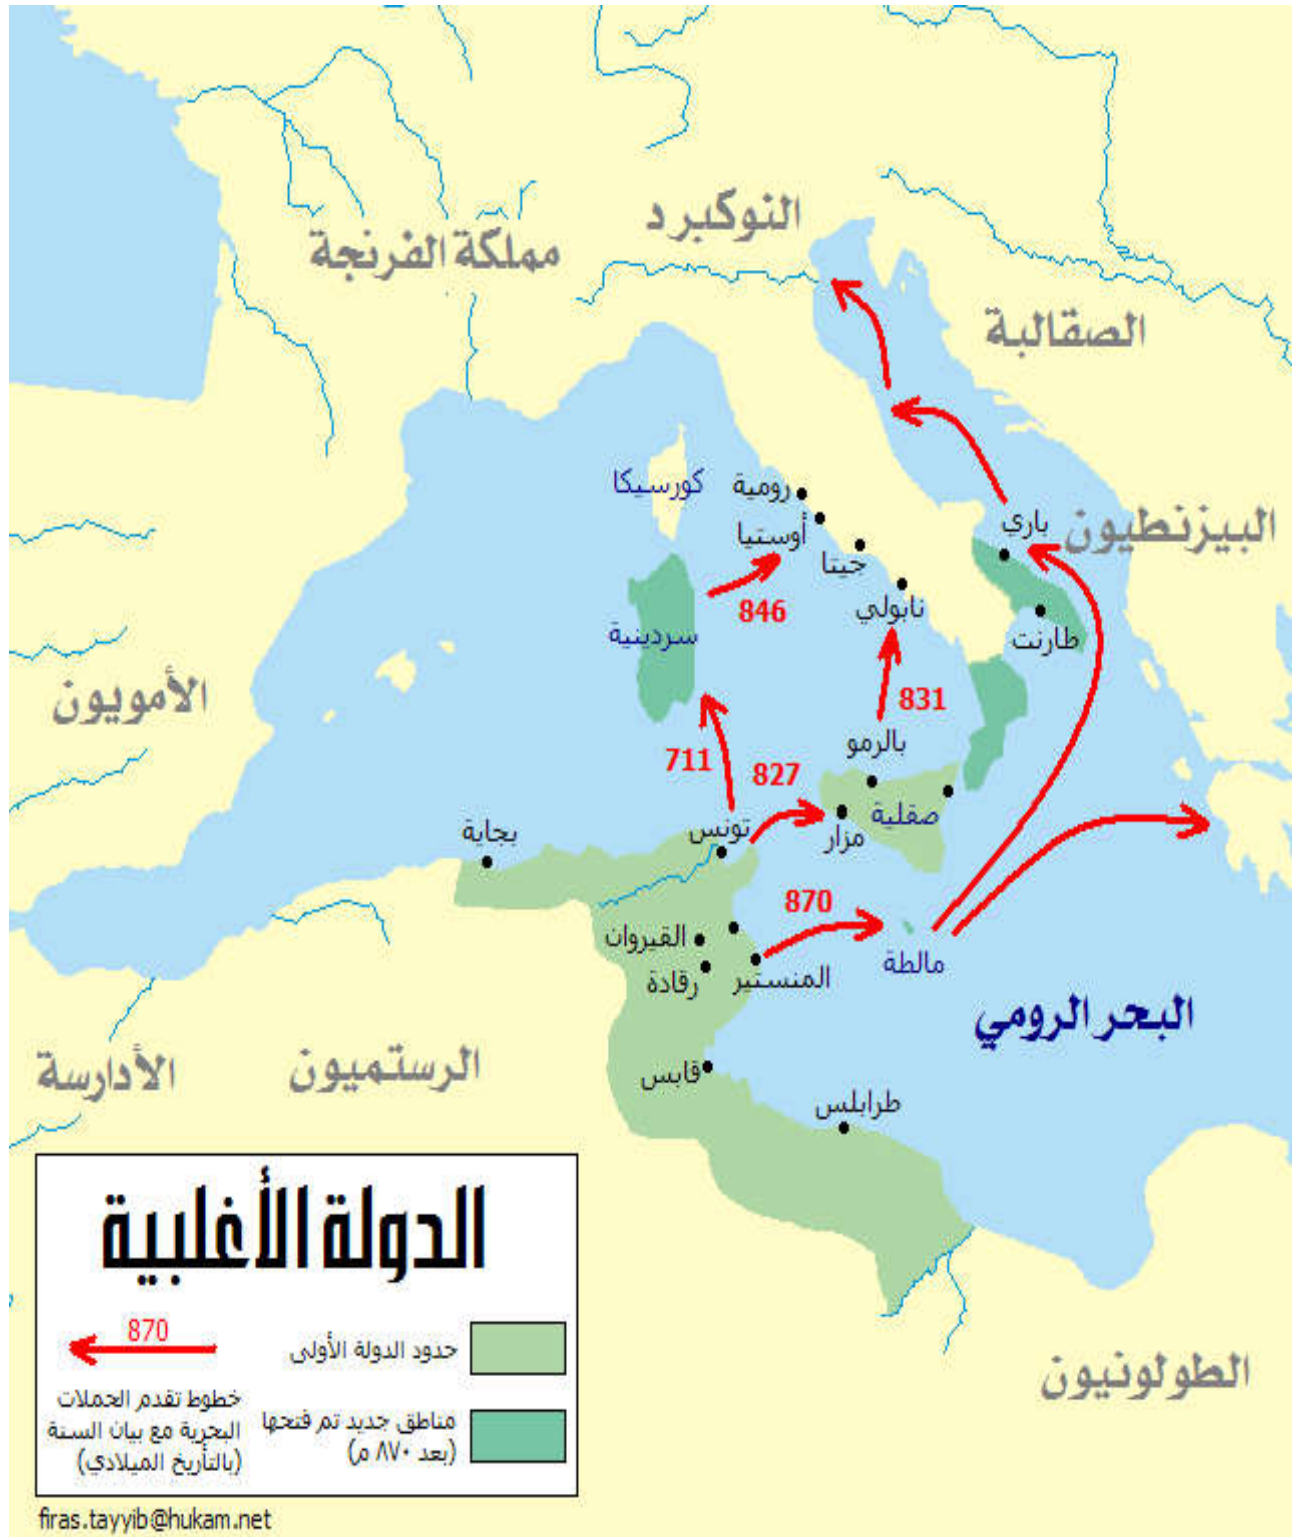 النوكبرد
مملكة الفرنجة
الصقالبة
كورسيكا
رومية
أوستيا
جيتا
باري
البيزنطيون
846
نابولي
سردينية
طارنت
الأمويون
831
711
827
بالرمو
صقلية
مزار
تونس
بجاية
870
القيروان
رقادة
المنستير
مالطة
البحر الرومي
الأدارسة
الرستميون
قابس
طرابلس
الطولونيون
الدولة الأغلبية
870
خطوط تقدم الحملات
البحرية مع بيان السنة
(بالتأريخ الميلادي)
حدود الدولة الأولى
مناطق جديد تم فتحها
(بعد ٨٧٠ م)
firas.tayyib@hukam.net